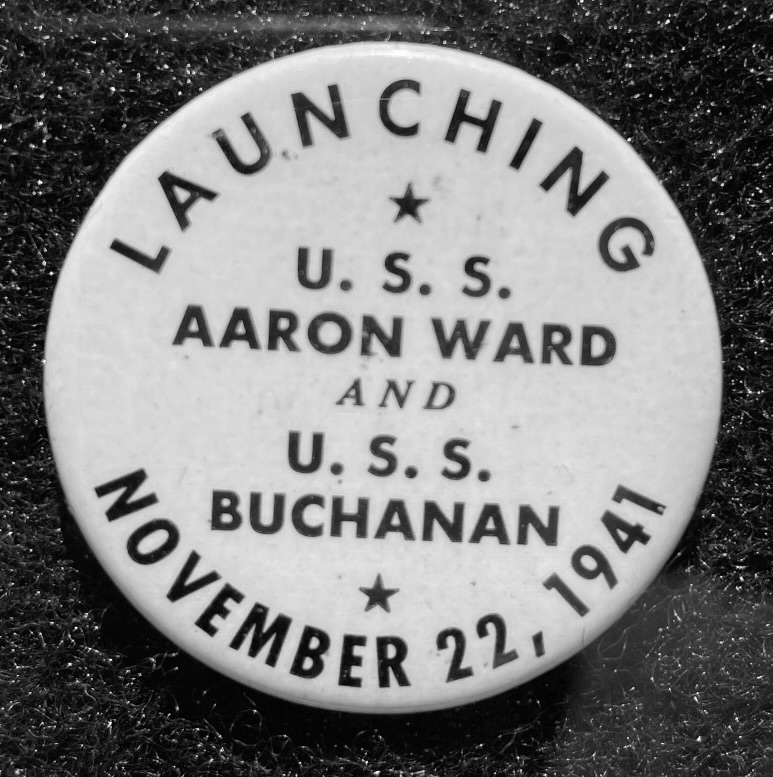 LAUNCHING
U. S. S.
AARON WARD
AND
U. S. S.
BUCHANAN
NOVEMBER 22, 1941